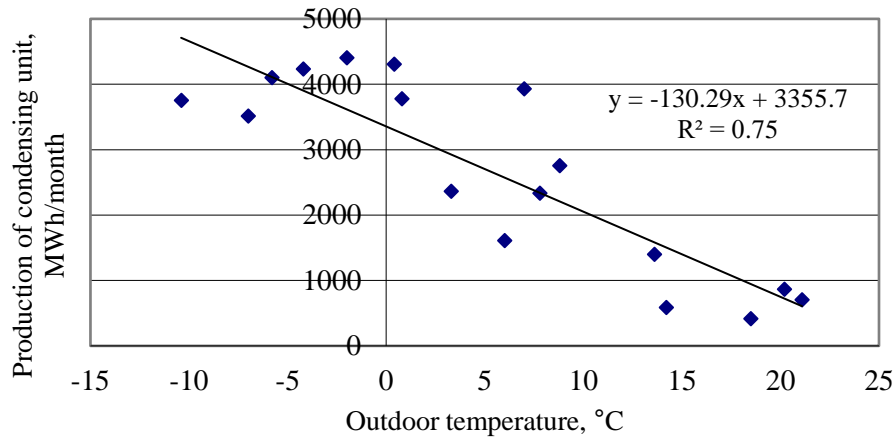 Production of condensing unit,
MWh/month
5000
4000
3000
2000
1000
0
y = -130.29x + 3355.7
R² = 0.75
-15 -10 -5 0 5 10 15 20 25
Outdoor temperature, °C